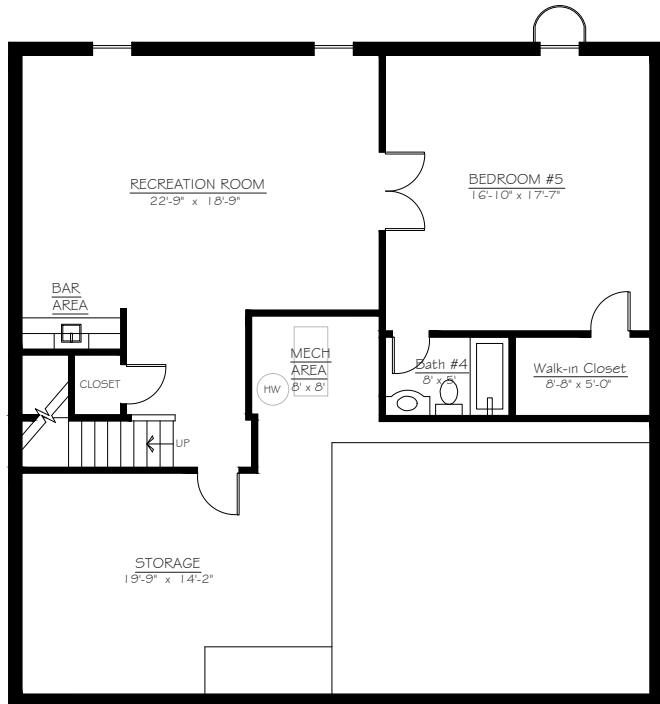 RECREATION ROOM
22'-9" x 18'-9"
BEDROOM #5
16'-10" x 17'-7"
BAR
AREA
MECH
AREA
8' x 8'
HW
CLOSET
Bath #4
8' x 5'
Walk-in Closet
8'-8" x 5'-0"
UP
STORAGE
19'-9" x 14'-2"